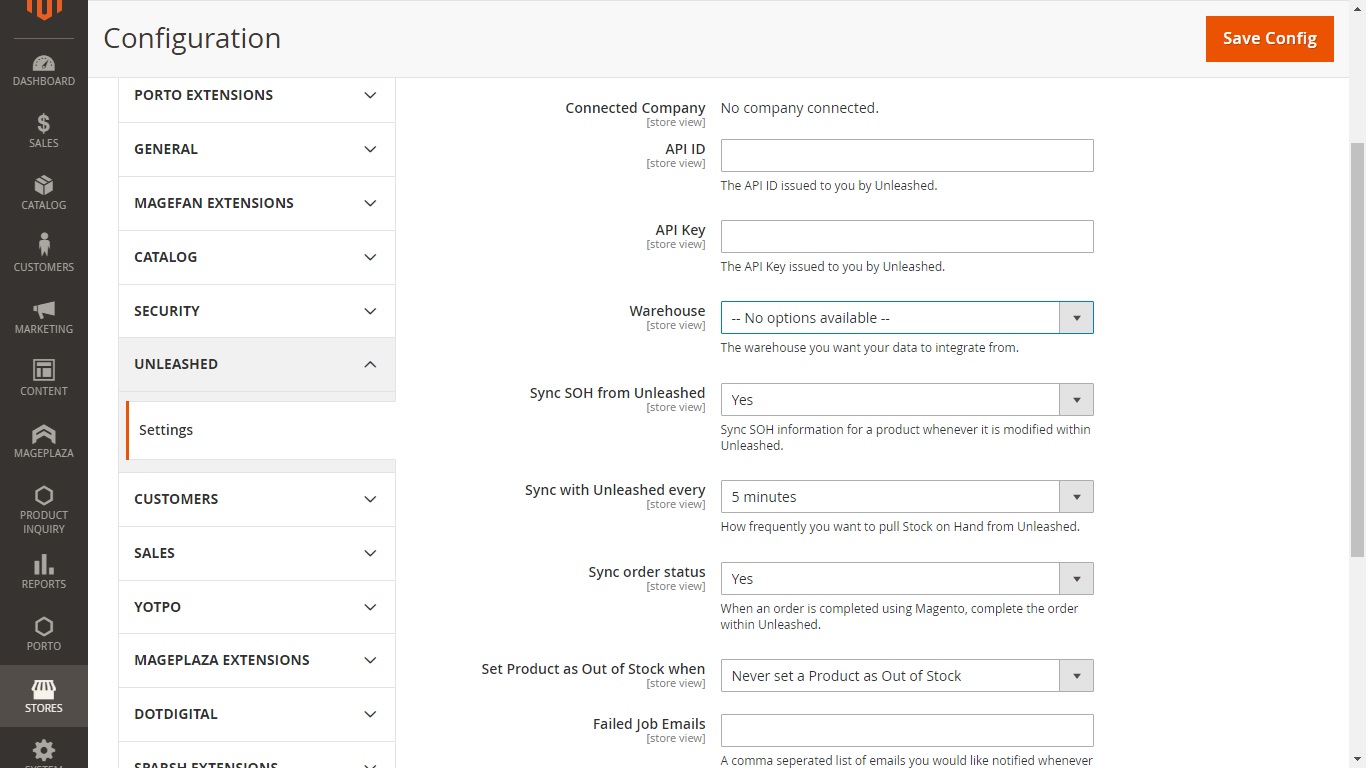 Configuration
Save Config
DASHBOARD
SALES
CATALOG
CUSTOMERS
MARKETING
CONTENT
MAGEPLAZA
PRODUCT
INQUIRY
REPORTS
PORTO
STORES
SYSTEM
PORTO EXTENSIONS
GENERAL
MAGEFAN EXTENSIONS
CATALOG
SECURITY
UNLEASHED
Settings
CUSTOMERS
SALES
YOTPO
MAGEPLAZA EXTENSIONS
DOTDIGITAL
SPARSH EXTENSIONS
Connected Company No company connected.
[store view]
API ID
[store view]
The API ID issued to you by Unleashed.
API Key
[store view]
The API Key issued to you by Unleashed.
Warehouse -- No options available --
[store view]
The warehouse you want your data to integrate from.
Sync SOH from Unleashed Yes
[store view]
Sync SOH information for a product whenever it is modified within
Unleashed.
Sync with Unleashed every 5 minutes
[store view]
How frequently you want to pull Stock on Hand from Unleashed.
Sync order status Yes
[store view]
When an order is completed using Magento, complete the order
within Unleashed.
Set Product as Out of Stock when Never set a Product as Out of Stock
[store view]
Failed Job Emails
[store view]
A comma seperated list of emails you would like notified whenever